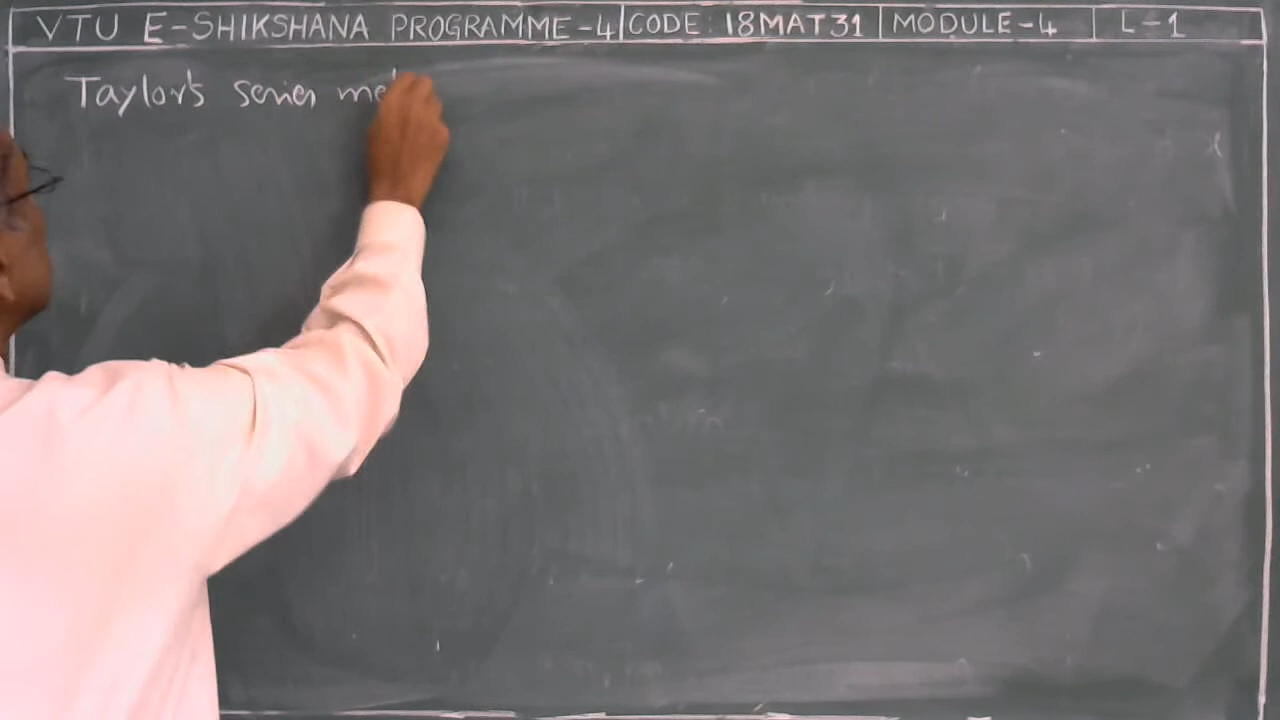 VTU E-SHIKSHANA PROGRAMME-4 CODE: 18MAT31 MODULE-4 L-1
Taylor's series me